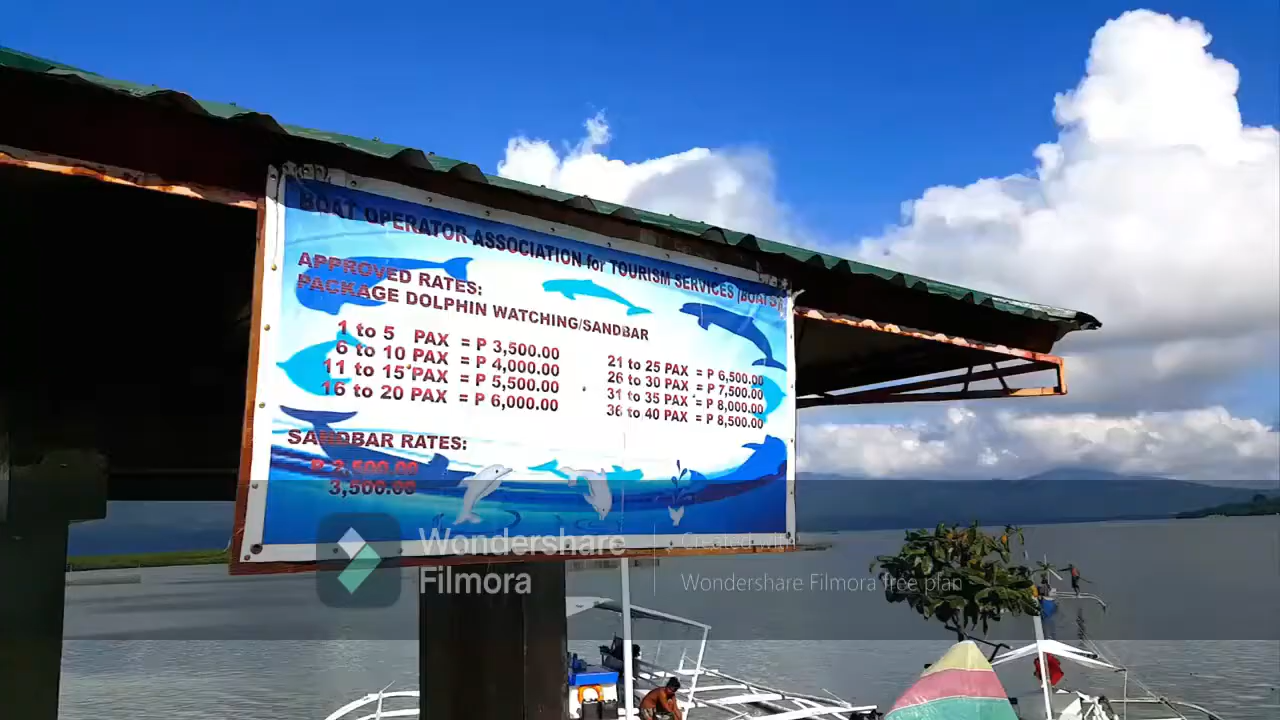 BOAT OPERATOR ASSOCIATION for TOURISM SERVICES (BOATS)
APPROVED RATES:
PACKAGE DOLPHIN WATCHING/SANDBAR
1 to 5 PAX = P 3,500.00
6 to 10 PAX = P 4,000.00
11 to 15 PAX = P 5,500.00
16 to 20 PAX = P 6,000.00
21 to 25 PAX = P 6,500.00
26 to 30 PAX = P 7,500.00
31 to 35 PAX = P 8,000.00
36 to 40 PAX = P 8,500.00
SANDBAR RATES:
P 2,500.00
3,500.00
Wondershare
Filmora
Created with
Wondershare Filmora free plan